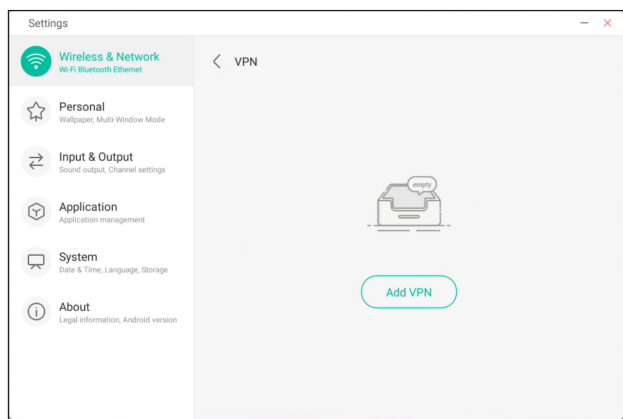 Settings
Wireless & Network
Wi-Fi Bluetooth Ethernet
VPN
Personal
Wallpaper, Multi-Window Mode
Input & Output
Sound output, Channel settings
empty
Application
Application management
System
Date & Time, Language, Storage
Add VPN
About
Legal information, Android version